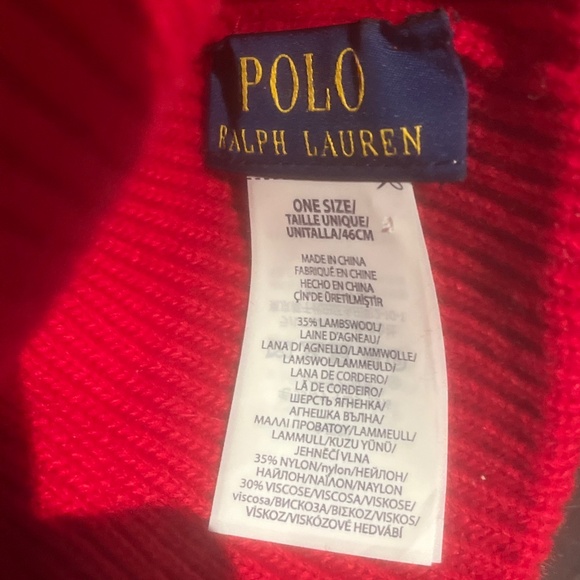 POLO
RALPH LAUREN
ONE SIZE/
TAILLE UNIQUE/
UNITALLA/46CM
MADE IN CHINA
FABRIQUÉ EN CHINE
HECHO EN CHINA
ÇİN'DE ÜRETİLMİŞTİR
35% LAMBSWOOL/
LAINE D'AGNEAU/
LANA DI AGNELLO/LAMMWOLLE/
LAMSWOL/LAMMEULD/
LANA DE CORDERO/
LÃ DE CORDEIRO/
ШЕРСТЬ ЯГНЕНКА/
АГНЕШКА ВЪЛНА/
ΜΑΛΛΙ ΠΡΟΒΑΤΟΥ/LAMMEULL/
LAMMULL/KUZU YÜNÜ/
JEHNĚČÍ VLNA
35% NYLON/nylon/НЕЙЛОН/
НАЙЛОН/ΝΑΪΛΟΝ/NAYLON
30% VISCOSE/VISCOSA/VISKOSE/
viscosa/ВИСКОЗА/ΒΙΣΚΟΖ/VISKOS/
VİSKOZ/VISKÓZOVÉ HEDVÁBÍ